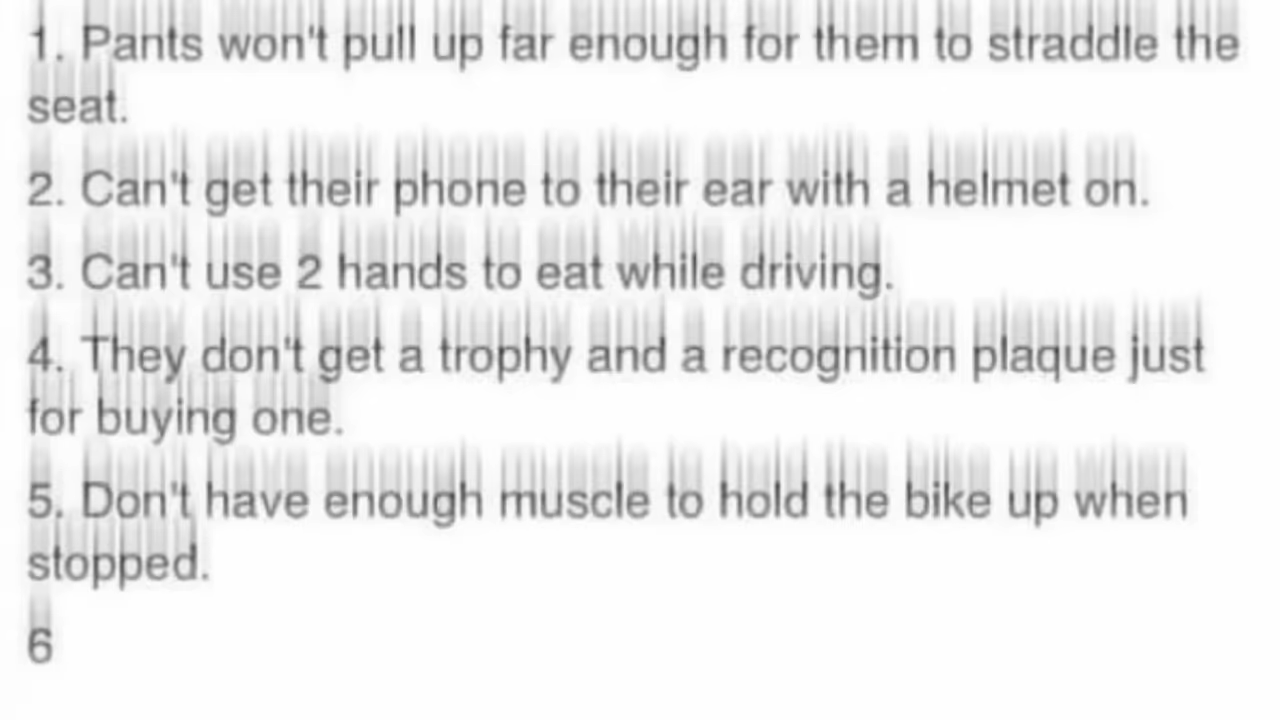 1. Pants won't pull up far enough for them to straddle the
seat.
2. Can't get their phone to their ear with a helmet on.
3. Can't use 2 hands to eat while driving.
4. They don't get a trophy and a recognition plaque just
for buying one.
5. Don't have enough muscle to hold the bike up when
stopped.
6